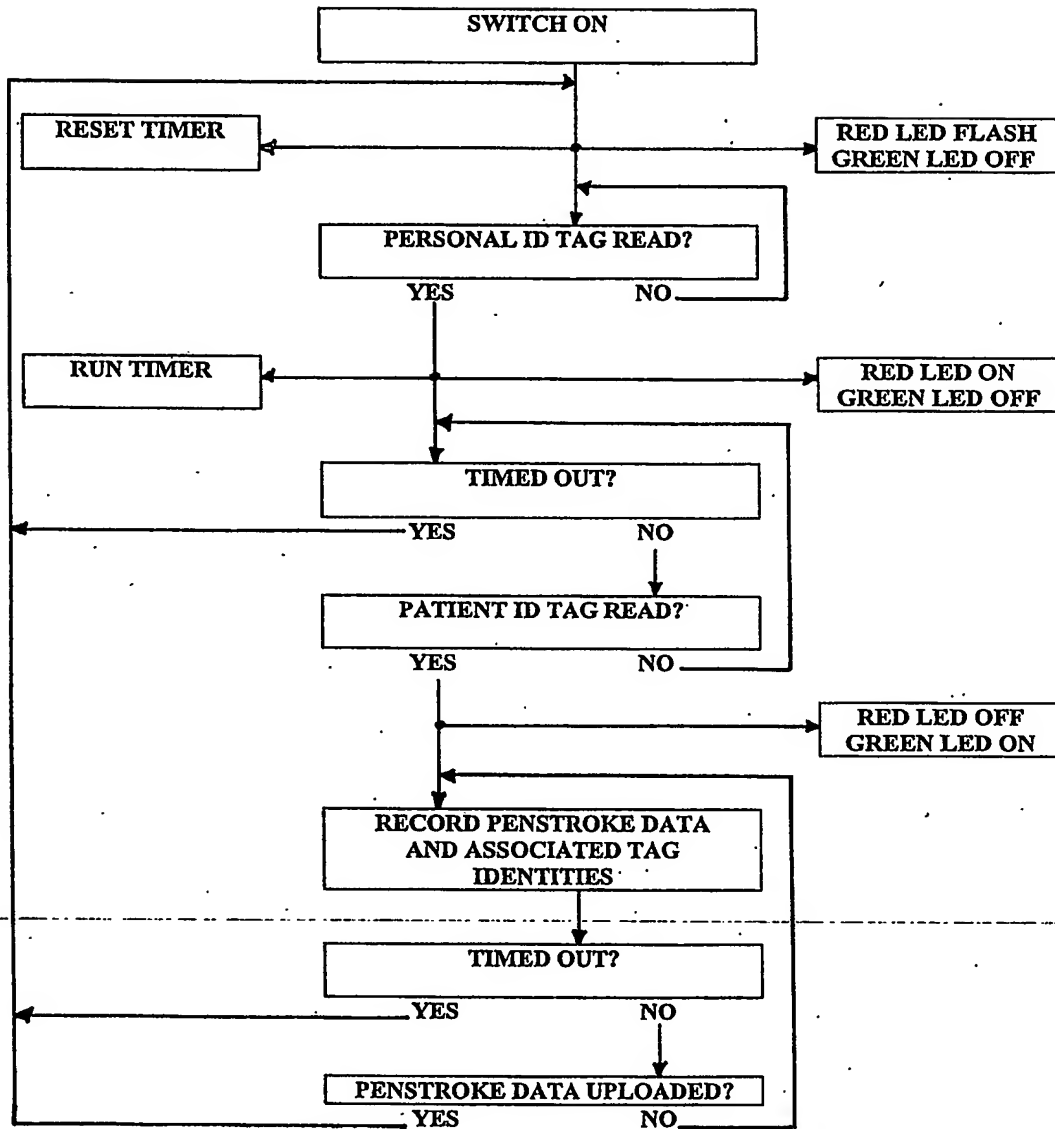 SWITCH ON
RESET TIMER
RED LED FLASH
GREEN LED OFF
PERSONAL ID TAG READ?
YES NO
RUN TIMER
RED LED ON
GREEN LED OFF
TIMED OUT?
YES NO
PATIENT ID TAG READ?
YES NO
RED LED OFF
GREEN LED ON
RECORD PENSTROKE DATA
AND ASSOCIATED TAG
IDENTITIES
TIMED OUT?
YES NO
PENSTROKE DATA UPLOADED?
YES NO